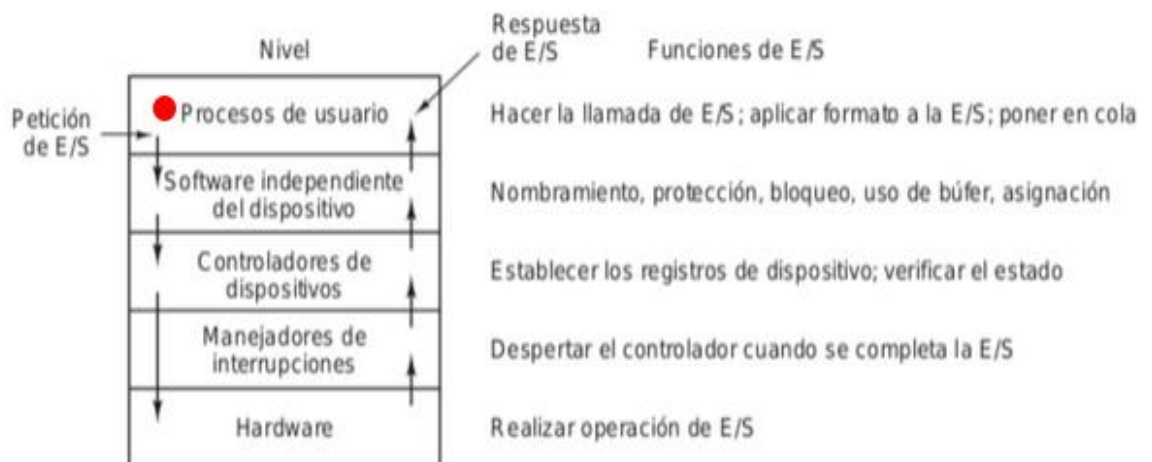 Nivel
Respuesta
de E/S
Funciones de E/S
Petición
de E/S
Procesos de usuario
Hacer la llamada de E/S; aplicar formato a la E/S; poner en cola
Software independiente
del dispositivo
Nombramiento, protección, bloqueo, uso de búfer, asignación
Controladores de
dispositivos
Establecer los registros de dispositivo; verificar el estado
Manejadores de
interrupciones
Despertar el controlador cuando se completa la E/S
Hardware
Realizar operación de E/S